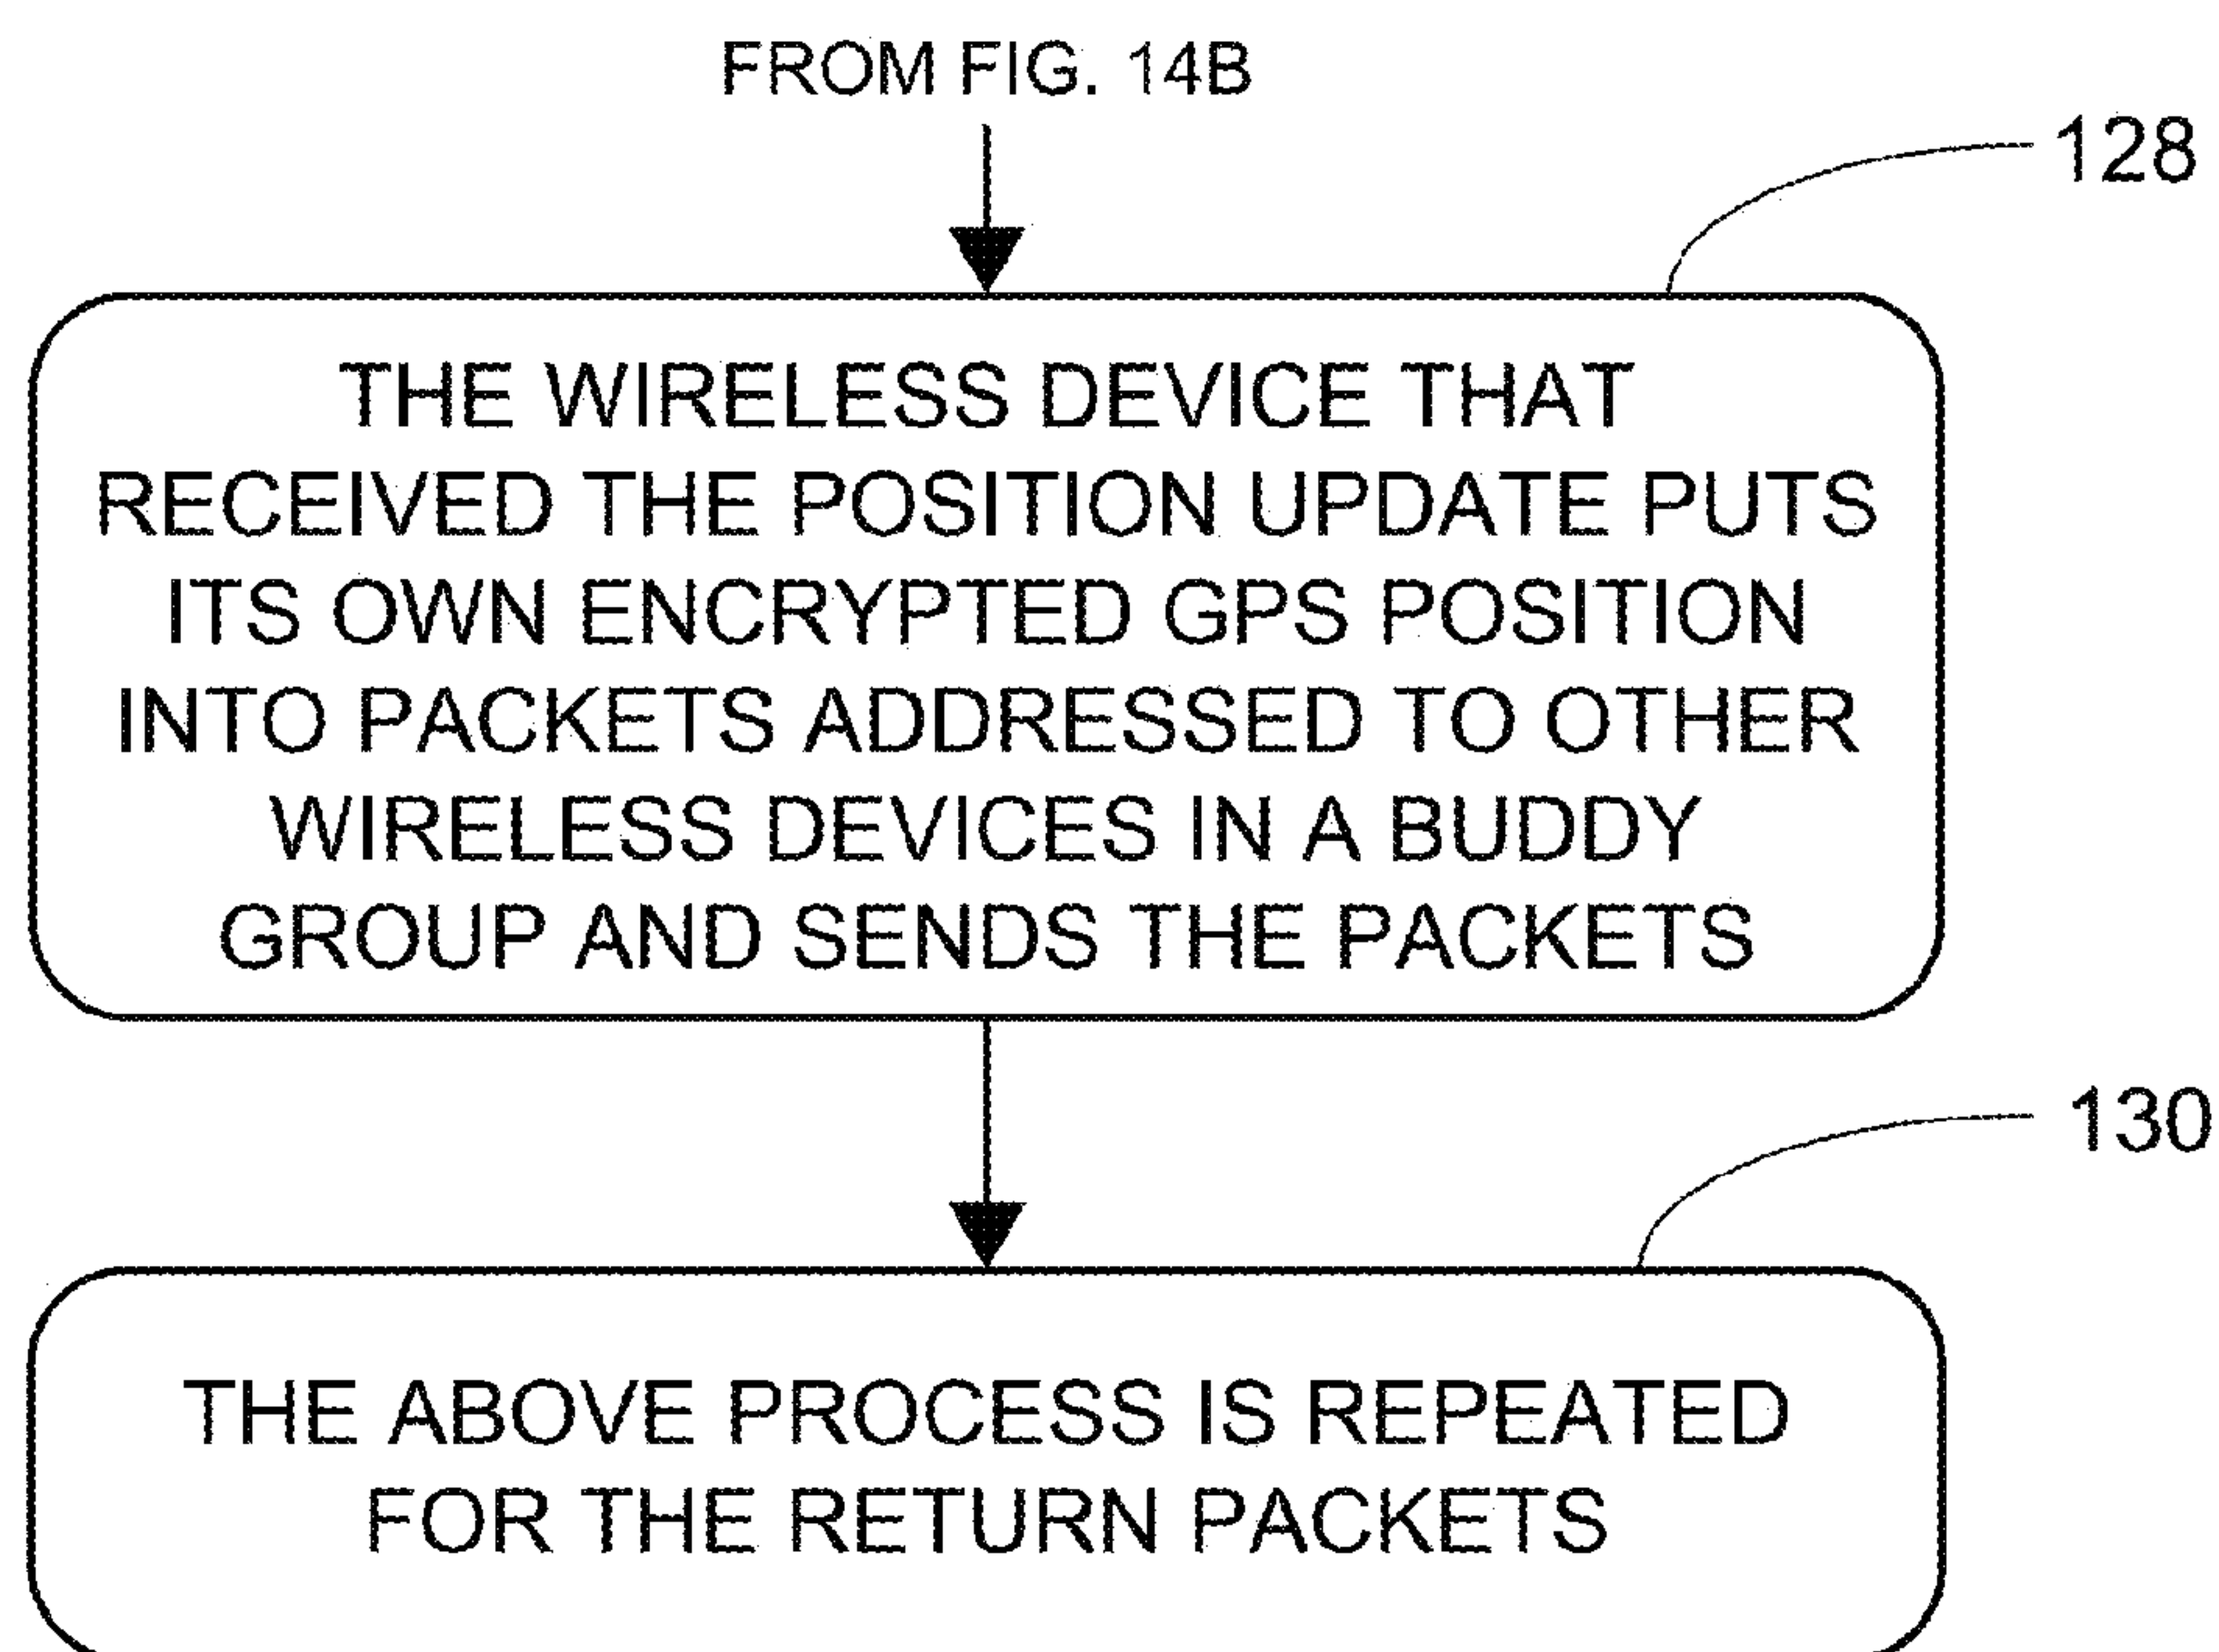 FROM FIG. 14B
128
THE WIRELESS DEVICE THAT
RECEIVED THE POSITION UPDATE PUTS
ITS OWN ENCRYPTED GPS POSITION
INTO PACKETS ADDRESSED TO OTHER
WIRELESS DEVICES IN A BUDDY
GROUP AND SENDS THE PACKETS
130
THE ABOVE PROCESS IS REPEATED
FOR THE RETURN PACKETS